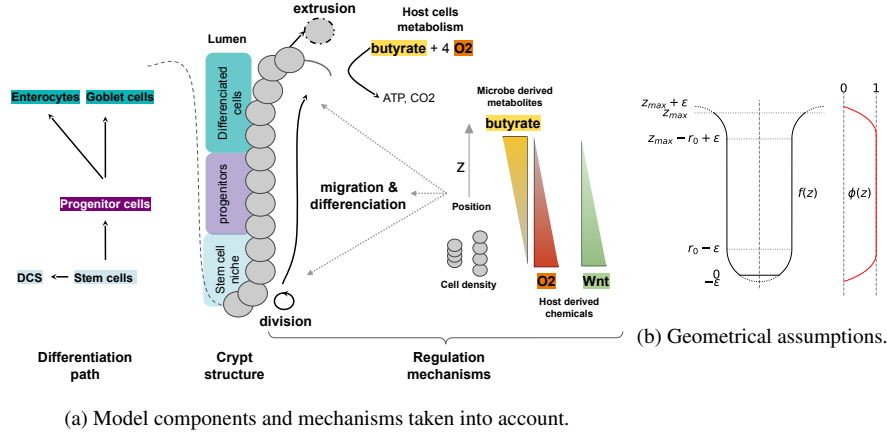 extrusion
Host cells
metabolism
butyrate + 4 O2
ATP, CO2
Lumen
Enterocytes Goblet cells
Progenitor cells
DCS Stem cells
Differenciated
cells
progenitors
Stem cell
niche
division
migration &
differenciation
Microbe derived
metabolites
butyrate
Z
Position
Cell density
O2
Wnt
Host derived
chemicals
Differentiation
path
Crypt
structure
Regulation
mechanisms
(a) Model components and mechanisms taken into account.
0 1
z_max + ε
z_max
z_max − r_0 + ε
f(z)
ϕ(z)
r_0 − ε
0
−ε
(b) Geometrical assumptions.